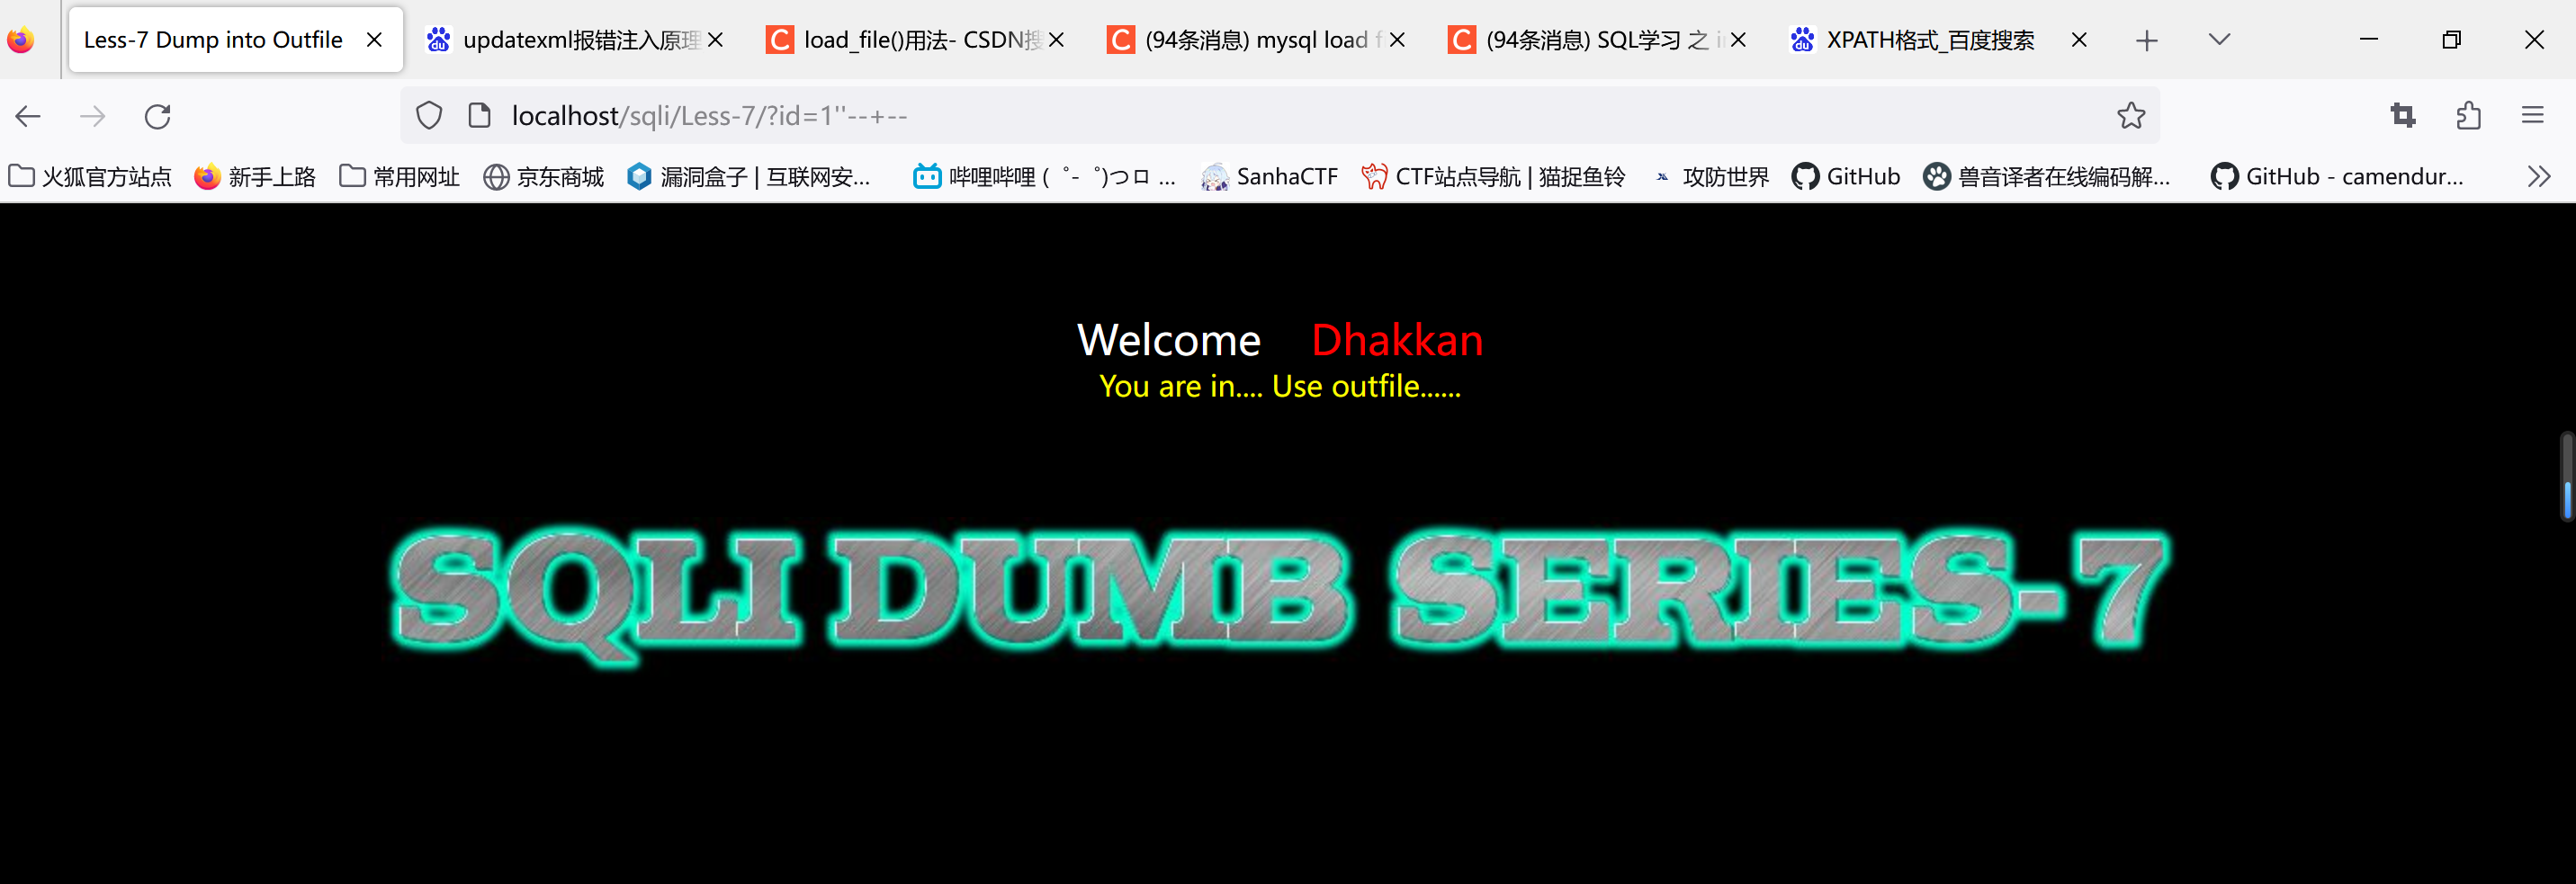 Less-7 Dump into Outfile
updatexml报错注入原理
load_file()用法- CSDN搜
(94条消息) mysql load f
(94条消息) SQL学习 之 i
XPATH格式_百度搜索
localhost/sqli/Less-7/?id=1''--+--
火狐官方站点 新手上路 常用网址 京东商城 漏洞盒子 | 互联网安... 哔哩哔哩 ( ゜- ゜)つロ ... SanhaCTF CTF站点导航 | 猫捉鱼铃 攻防世界 GitHub 兽音译者在线编码解... GitHub - camendur...
Welcome Dhakkan
You are in.... Use outfile......
SQLI DUMB SERIES-7